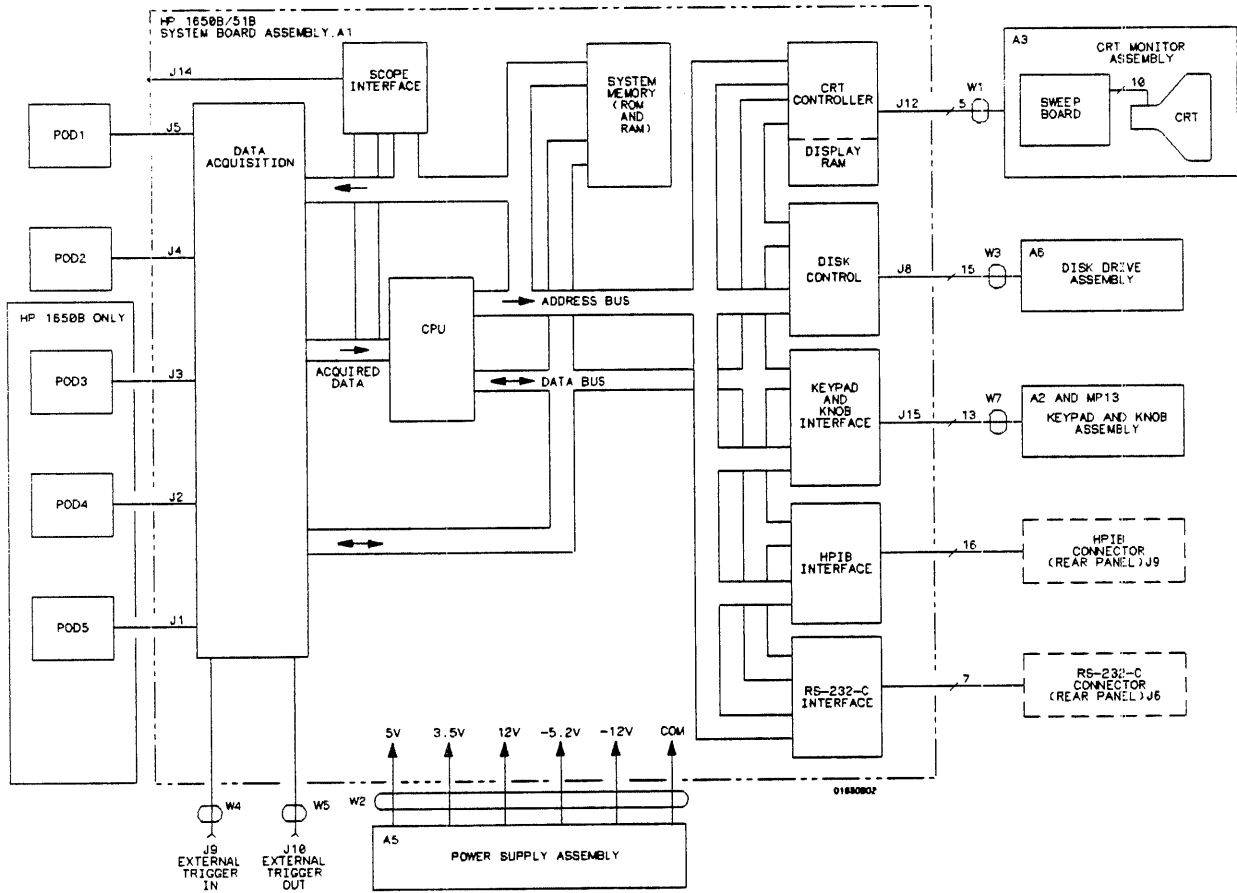 HP 1650B/51B
SYSTEM BOARD ASSEMBLY.A1
J14
SCOPE
INTERFACE
SYSTEM
MEMORY
(ROM
AND
RAM)
CRT
CONTROLLER
DISPLAY
RAM
J12
5
W1
A3
CRT MONITOR
ASSEMBLY
SWEEP
BOARD
10
CRT
POD1
J5
DATA
ACQUISITION
POD2
J4
HP 1650B ONLY
POD3
J3
POD4
J2
POD5
J1
CPU
ADDRESS BUS
DATA BUS
ACQUIRED
DATA
DISK
CONTROL
J8
15
W3
A6
DISK DRIVE
ASSEMBLY
KEYPAD
AND
KNOB
INTERFACE
J15
13
W7
A2 AND MP13
KEYPAD AND KNOB
ASSEMBLY
HPIB
INTERFACE
16
HPIB
CONNECTOR
(REAR PANEL)J9
RS-232-C
INTERFACE
7
RS-232-C
CONNECTOR
(REAR PANEL)J6
5V
3.5V
12V
-5.2V
-12V
COM
W4
J9
EXTERNAL
TRIGGER
IN
W5
J10
EXTERNAL
TRIGGER
OUT
W2
A5
POWER SUPPLY ASSEMBLY